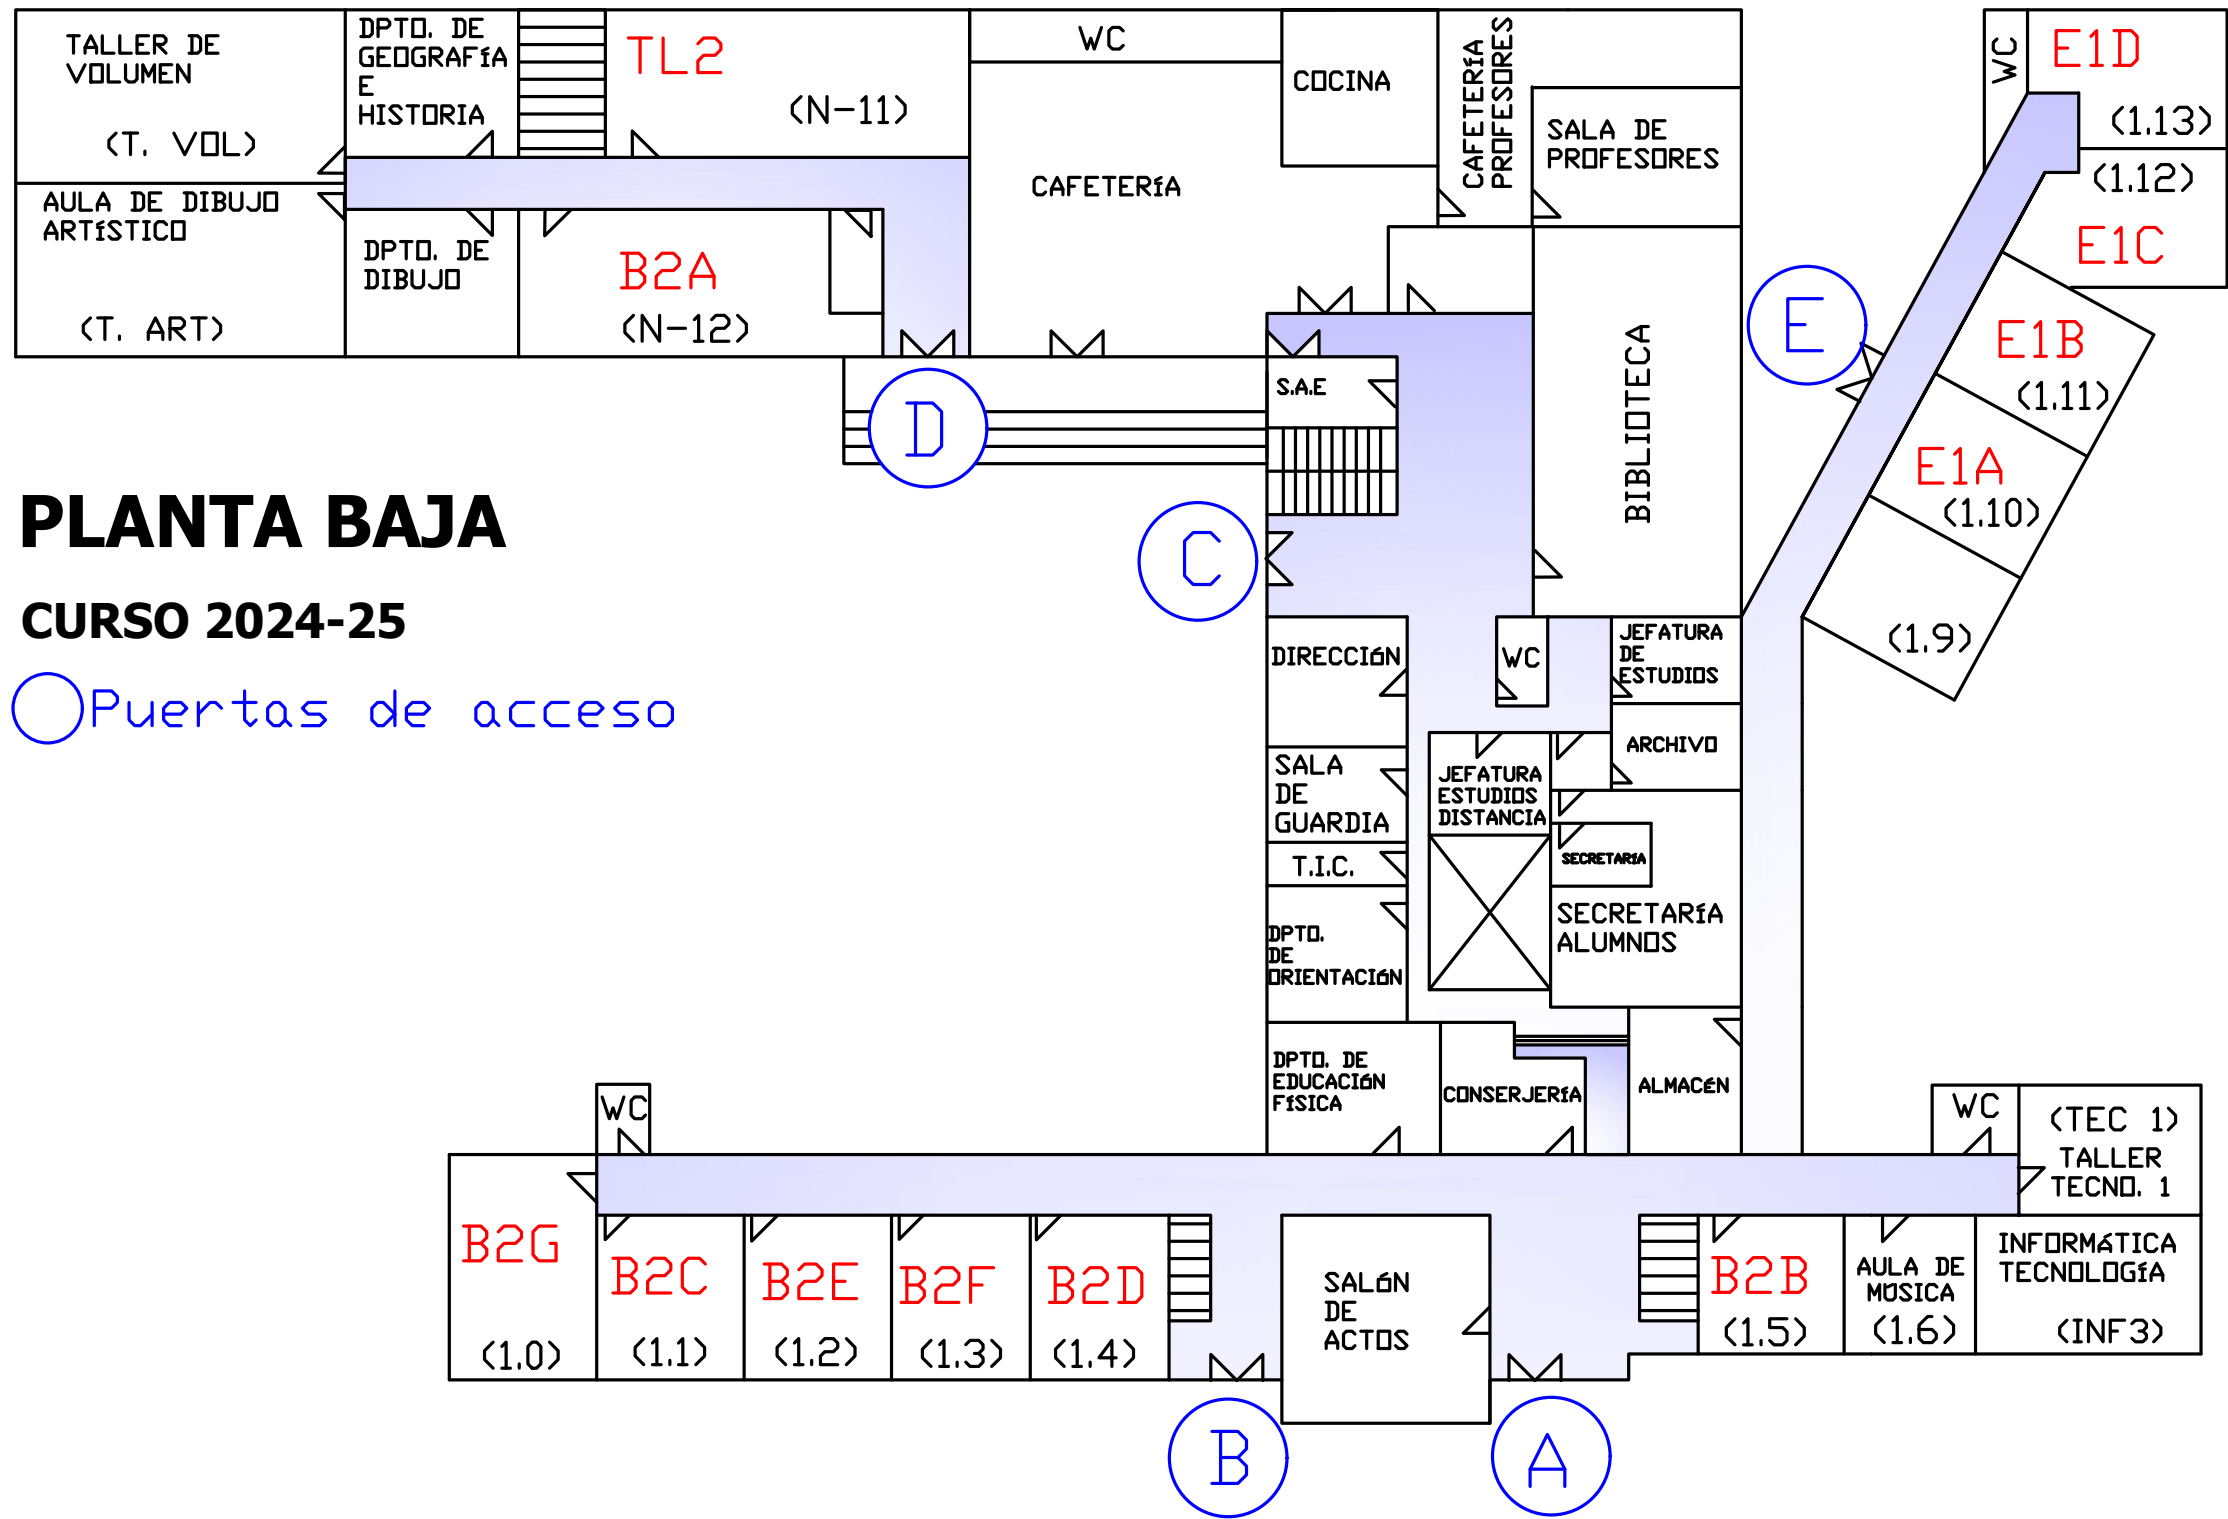 TALLER DE
VOLUMEN
(T. VOL)
DPTO. DE
GEOGRAFíA
E
HISTORIA
TL2
(N-11)
WC
COCINA
CAFETERíA
PROFESORES
SALA DE
PROFESORES
WC
E1D
(1.13)
(1.12)
E1C
AULA DE DIBUJO
ARTíSTICO
(T. ART)
DPTO. DE
DIBUJO
B2A
(N-12)
CAFETERíA
E
E1B
(1.11)
E1A
(1.10)
(1.9)
S.A.E
BIBLIOTECA
D
C
PLANTA BAJA
CURSO 2024-25
Puertas de acceso
DIRECCIóN
WC
JEFATURA
DE
ESTUDIOS
ARCHIVO
SALA
DE
GUARDIA
JEFATURA
ESTUDIOS
DISTANCIA
T.I.C.
SECRETARíA
SECRETARíA
ALUMNOS
DPTO.
DE
ORIENTACIóN
DPTO. DE
EDUCACIóN
FíSICA
CONSERJERíA
ALMACéN
WC
WC
(TEC 1)
TALLER
TECNO. 1
B2G
(1.0)
B2C
(1.1)
B2E
(1.2)
B2F
(1.3)
B2D
(1.4)
SALóN
DE
ACTOS
B2B
(1.5)
AULA DE
MúSICA
(1.6)
INFORMáTICA
TECNOLOGíA
(INF3)
B
A